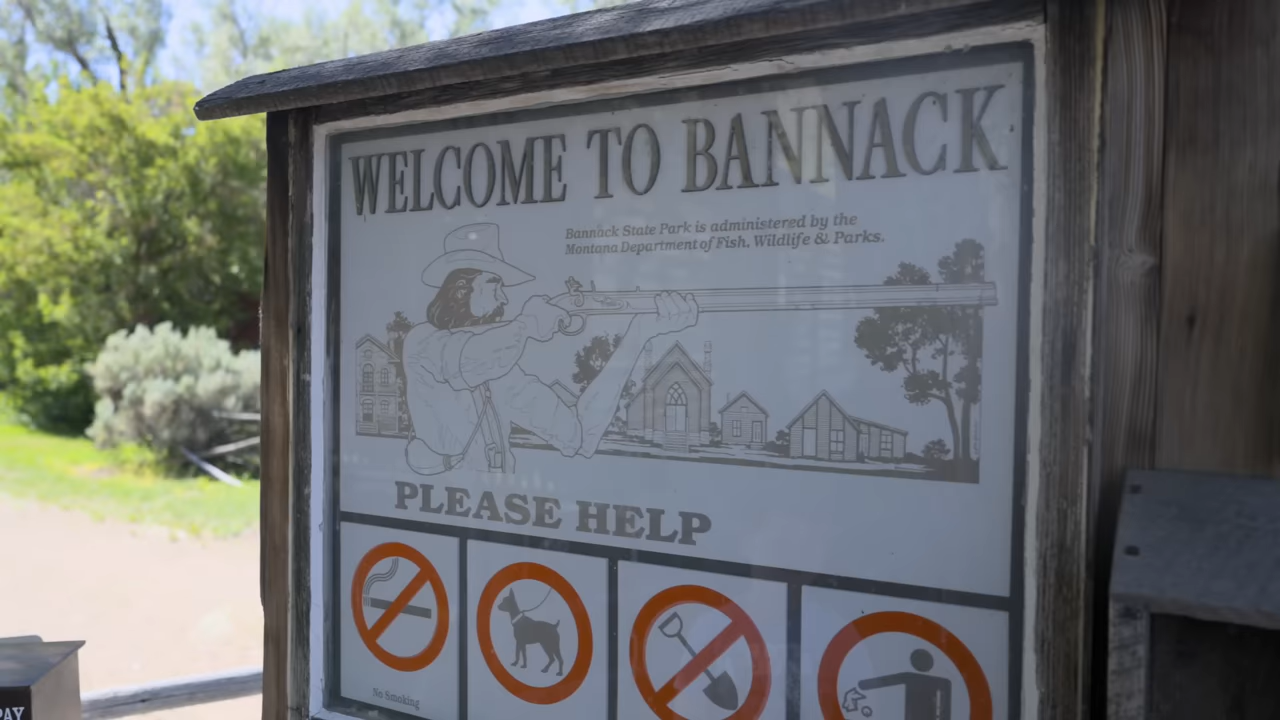 WELCOME TO BANNACK
Bannack State Park is administered by the
Montana Department of Fish, Wildlife & Parks.
PLEASE HELP
No Smoking
PAY